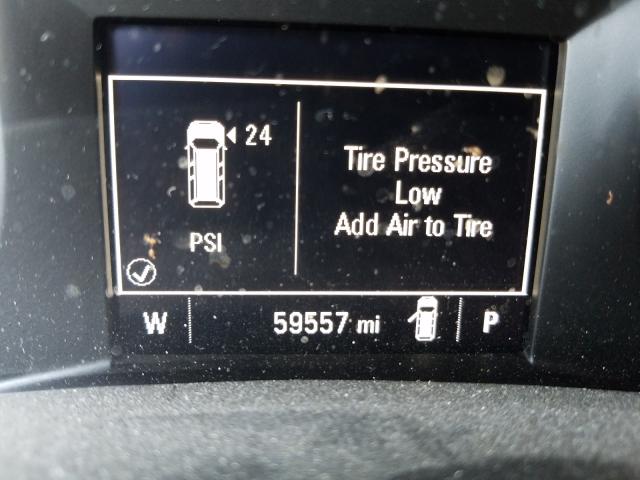 24
PSI
Tire Pressure
Low
Add Air to Tire
W 59557 mi P